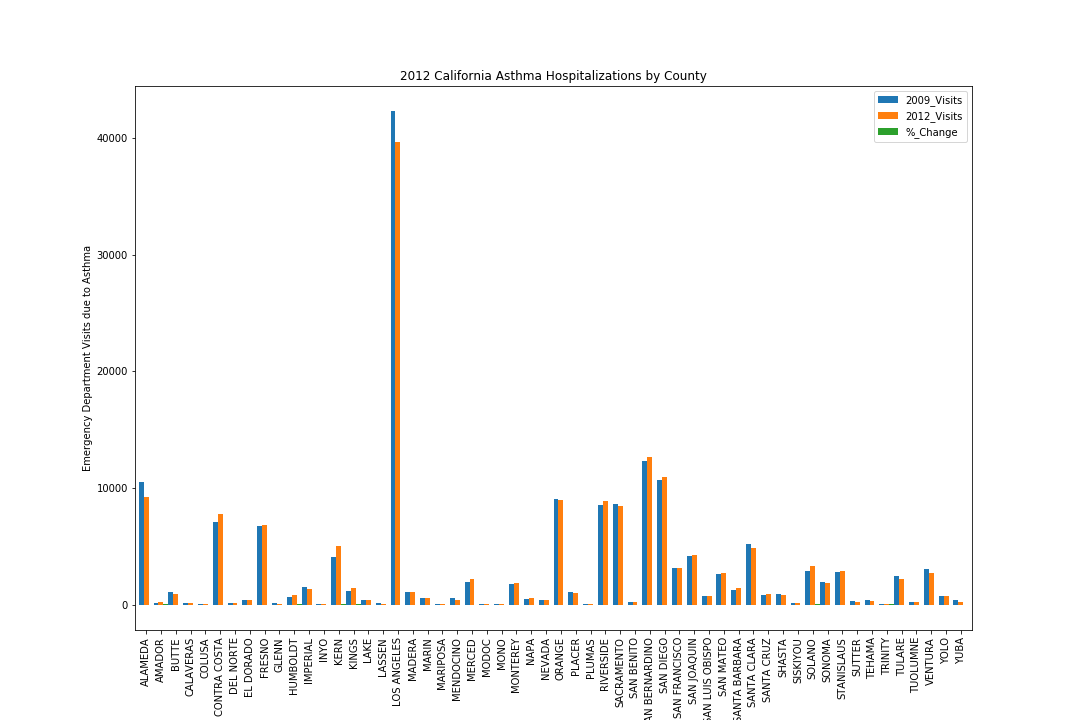 2012 California Asthma Hospitalizations by County
2009_Visits
2012_Visits
%_Change
Emergency Department Visits due to Asthma
40000
30000
20000
10000
0
ALAMEDA
AMADOR
BUTTE
CALAVERAS
COLUSA
CONTRA COSTA
DEL NORTE
EL DORADO
FRESNO
GLENN
HUMBOLDT
IMPERIAL
INYO
KERN
KINGS
LAKE
LASSEN
LOS ANGELES
MADERA
MARIN
MARIPOSA
MENDOCINO
MERCED
MODOC
MONO
MONTEREY
NAPA
NEVADA
ORANGE
PLACER
PLUMAS
RIVERSIDE
SACRAMENTO
SAN BENITO
AN BERNARDINO
SAN DIEGO
SAN FRANCISCO
SAN JOAQUIN
SAN LUIS OBISPO
SAN MATEO
SANTA BARBARA
SANTA CLARA
SANTA CRUZ
SHASTA
SISKIYOU
SOLANO
SONOMA
STANISLAUS
SUTTER
TEHAMA
TRINITY
TULARE
TUOLUMNE
VENTURA
YOLO
YUBA